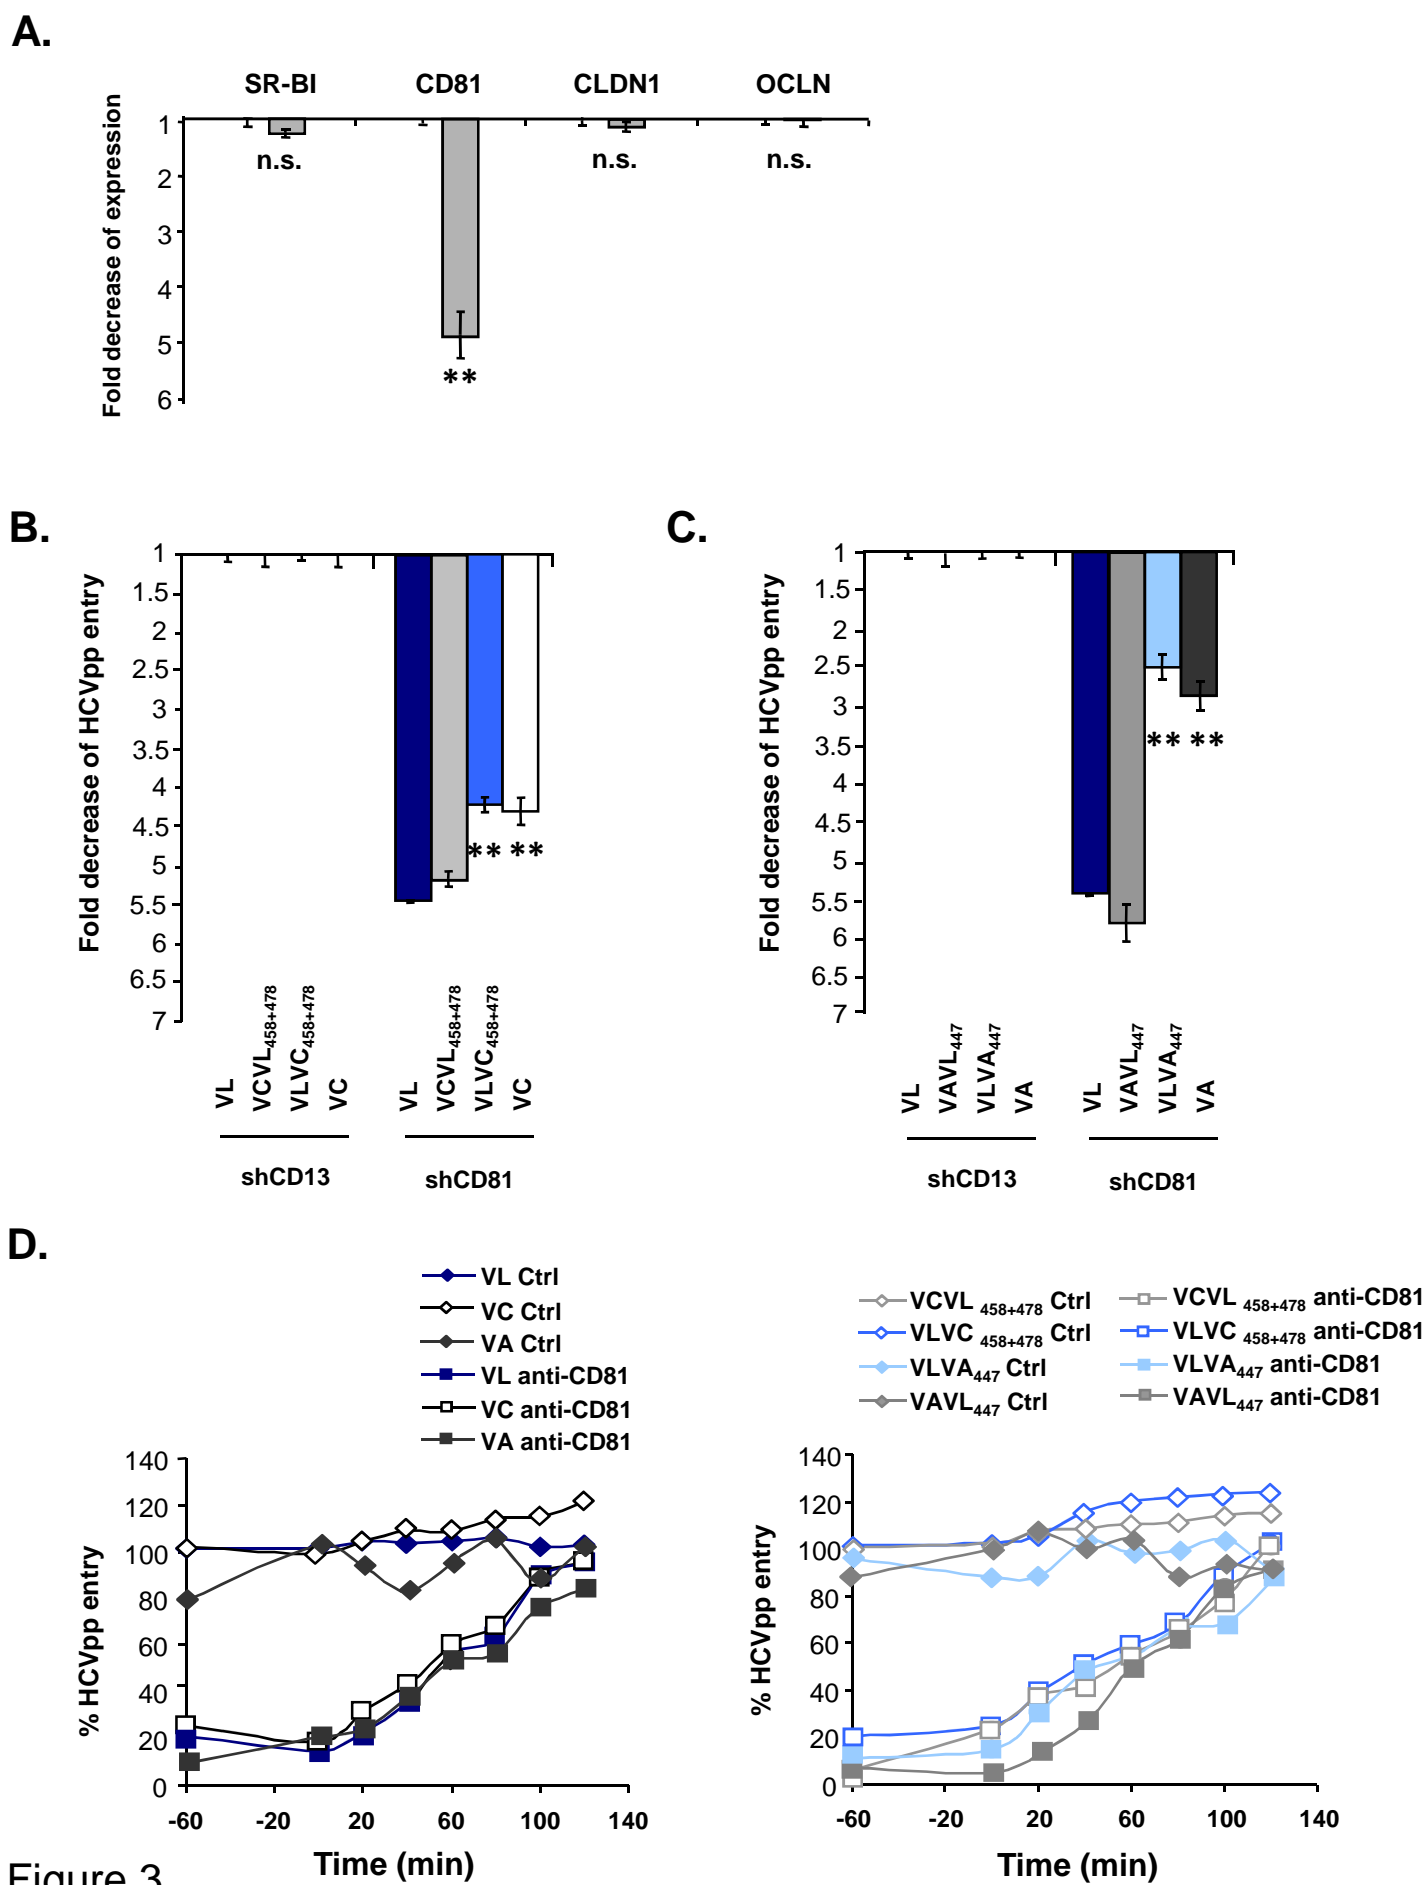 A.
SR-BI CD81 CLDN1 OCLN
Fold decrease of expression
1
2
3
4
5
6
n.s.
**
n.s.
n.s.
B.
Fold decrease of HCVpp entry
1
1.5
2
2.5
3
3.5
4
4.5
5
5.5
6
6.5
7
** **
VL
VCVL458+478
VLVC458+478
VC
VL
VCVL458+478
VLVC458+478
VC
shCD13
shCD81
C.
Fold decrease of HCVpp entry
1
1.5
2
2.5
3
3.5
4
4.5
5
5.5
6
6.5
7
** **
VL
VAVL447
VLVA447
VA
VL
VAVL447
VLVA447
VA
shCD13
shCD81
D.
VL Ctrl
VC Ctrl
VA Ctrl
VL anti-CD81
VC anti-CD81
VA anti-CD81
% HCVpp entry
140
120
100
80
60
40
20
0
-60 -20 20 60 100 140
Time (min)
VCVL 458+478 Ctrl
VLVC 458+478 Ctrl
VLVA447 Ctrl
VAVL447 Ctrl
VCVL 458+478 anti-CD81
VLVC 458+478 anti-CD81
VLVA447 anti-CD81
VAVL447 anti-CD81
% HCVpp entry
140
120
100
80
60
40
20
0
-60 -20 20 60 100 140
Time (min)
Figure 3